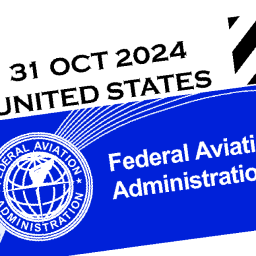 31 OCT 2024
UNITED STATES
Federal Aviati
Administratio
FEDERAL AVIATION
ADMINISTRATION